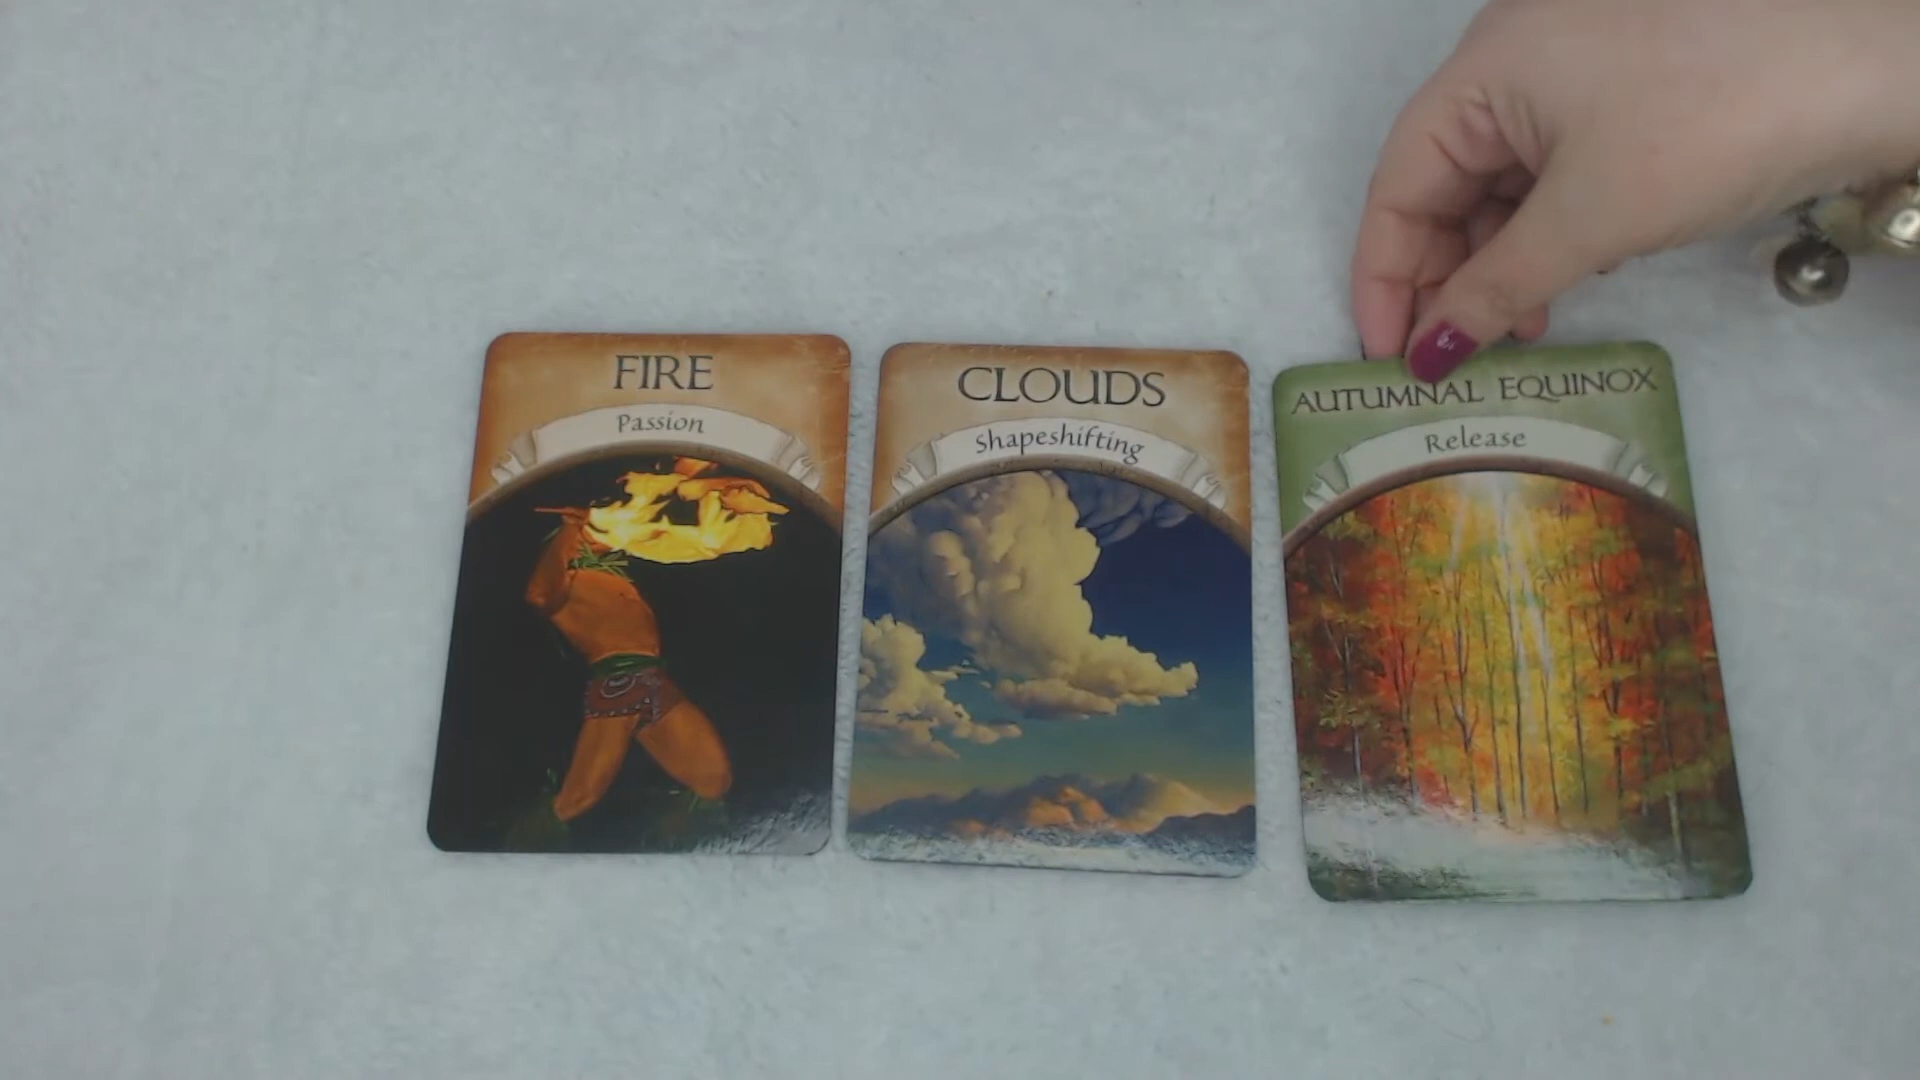 FIRE
Passion
CLOUDS
Shapeshifting
AUTUMNAL EQUINOX
Release